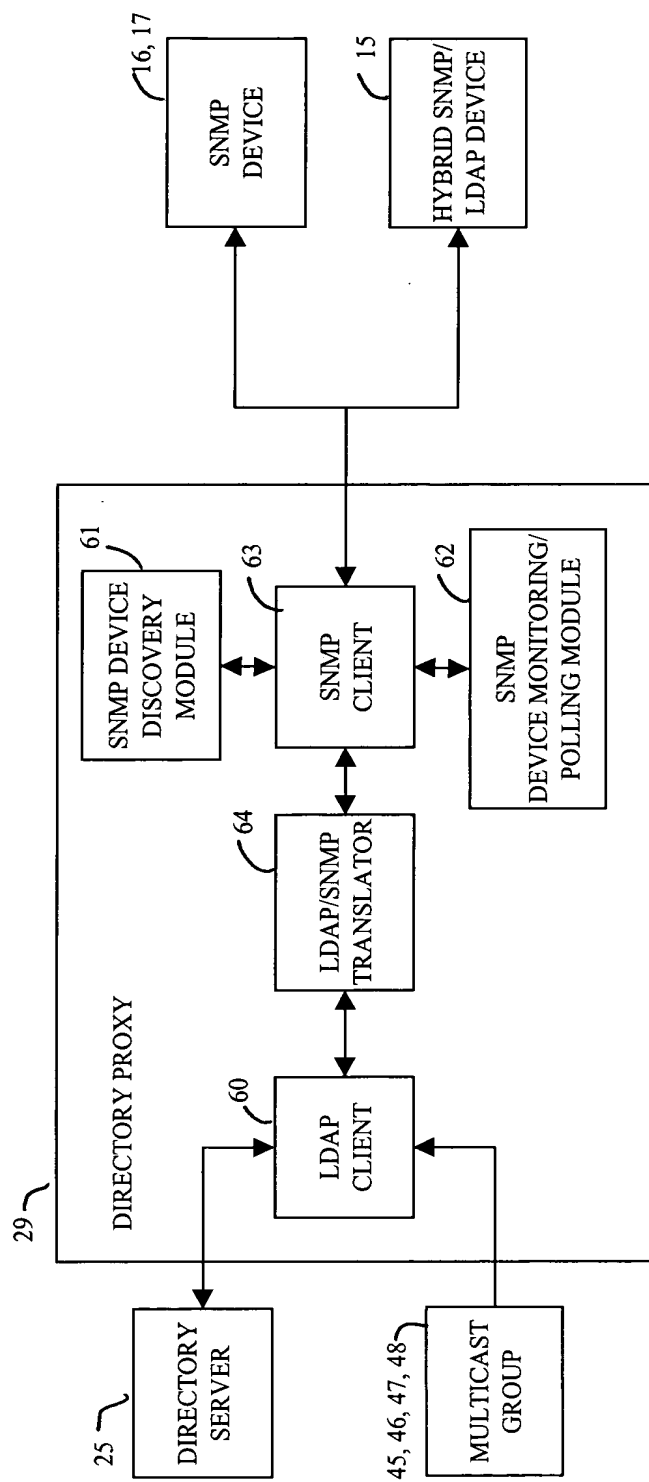 29
DIRECTORY PROXY
25
DIRECTORY
SERVER
45, 46, 47, 48
MULTICAST
GROUP
60
LDAP
CLIENT
64
LDAP/SNMP
TRANSLATOR
61
SNMP DEVICE
DISCOVERY
MODULE
63
SNMP
CLIENT
62
SNMP
DEVICE MONITORING/
POLLING MODULE
16, 17
SNMP
DEVICE
15
HYBRID SNMP/
LDAP DEVICE